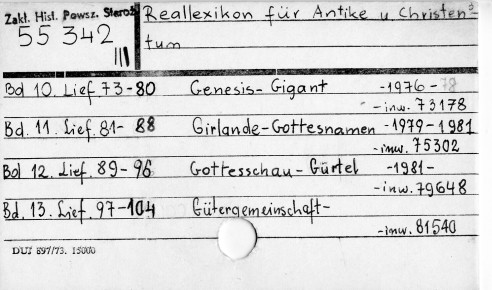 Zakł. Hist. Powsz. Staroż.
55 342
III
Reallexikon für Antike u. Christen=
tum
Bd 10. Lief. 73-80 Genesis-Gigant -1976-78
-inw. 73178
Bd. 11. Lief. 81-88 Girlande-Gottesnamen -1979-1981
-inw. 75302
Bd 12. Lief. 89-96 Gottesschau-Gürtel -1981-
-inw. 79648
Bd. 13. Lief. 97-104 Gütergemeinschaft-
-inw. 81540
DUJ 897/73. 15000